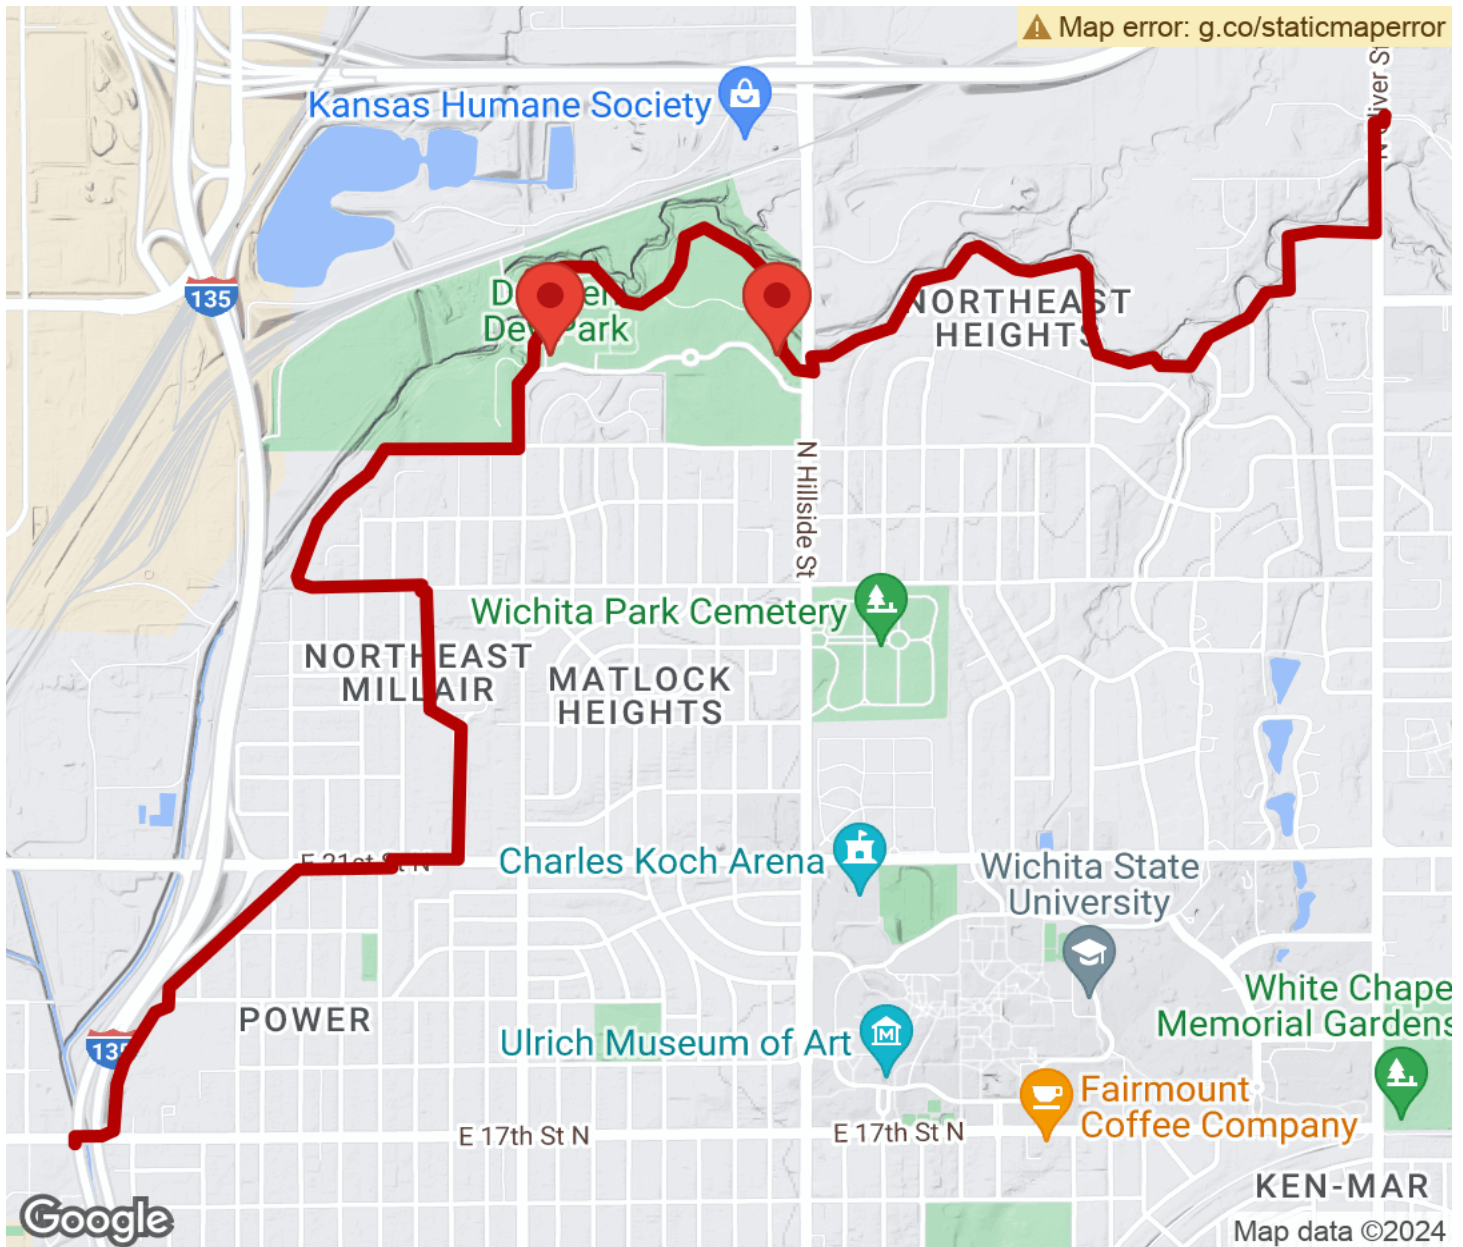 Map error: g.co/staticmaperror
Kansas Humane Society
135
Park
NORTHEAST
HEIGHTS
N Hillside St
Wichita Park Cemetery
NORTHEAST
MILLAIR
MATLOCK
HEIGHTS
Charles Koch Arena
Wichita State
University
White Chape
Memorial Gardens
POWER
135
Ulrich Museum of Art
Fairmount
Coffee Company
E 17th St N
E 17th St N
KEN-MAR
Google
Map data ©2024